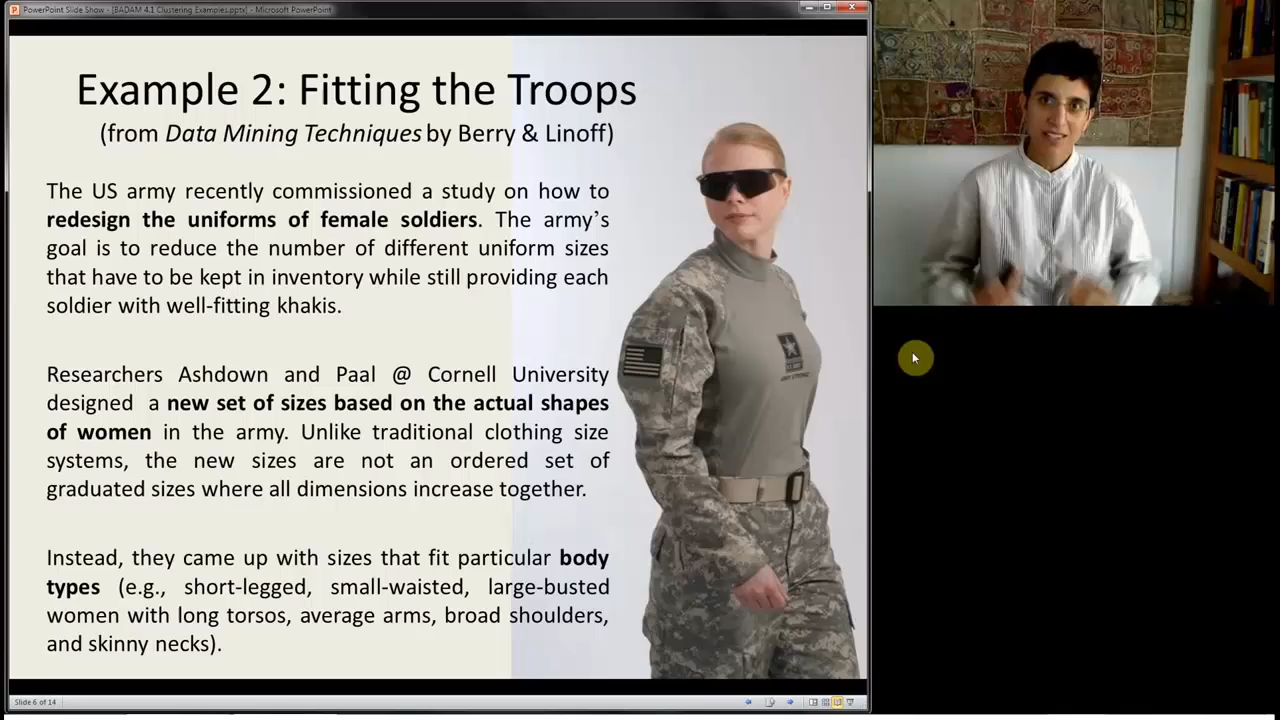 PowerPoint Slide Show - [BADAM 4.1 Clustering Examples.pptx] - Microsoft PowerPoint
Example 2: Fitting the Troops
(from Data Mining Techniques by Berry & Linoff)
The US army recently commissioned a study on how to
redesign the uniforms of female soldiers. The army's
goal is to reduce the number of different uniform sizes
that have to be kept in inventory while still providing each
soldier with well-fitting khakis.
Researchers Ashdown and Paal @ Cornell University
designed a new set of sizes based on the actual shapes
of women in the army. Unlike traditional clothing size
systems, the new sizes are not an ordered set of
graduated sizes where all dimensions increase together.
Instead, they came up with sizes that fit particular body
types (e.g., short-legged, small-waisted, large-busted
women with long torsos, average arms, broad shoulders,
and skinny necks).
Slide 6 of 14